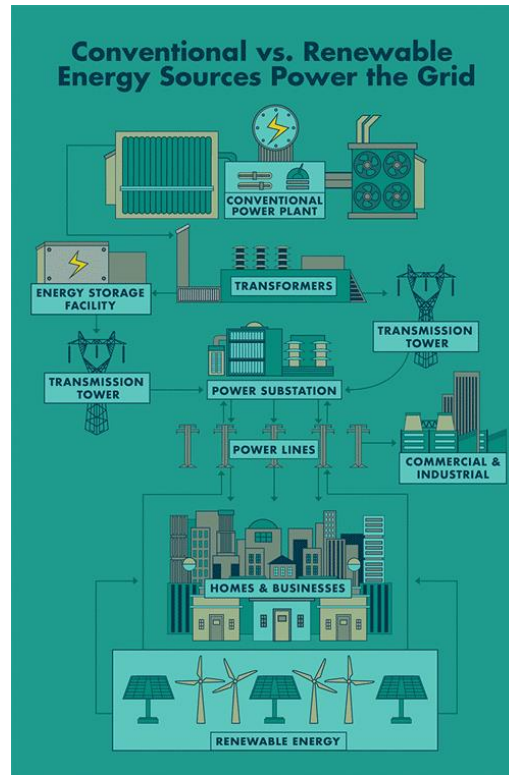 Conventional vs. Renewable
Energy Sources Power the Grid
CONVENTIONAL
POWER PLANT
ENERGY STORAGE
FACILITY
TRANSFORMERS
TRANSMISSION
TOWER
TRANSMISSION
TOWER
POWER SUBSTATION
POWER LINES
COMMERCIAL &
INDUSTRIAL
HOMES & BUSINESSES
RENEWABLE ENERGY